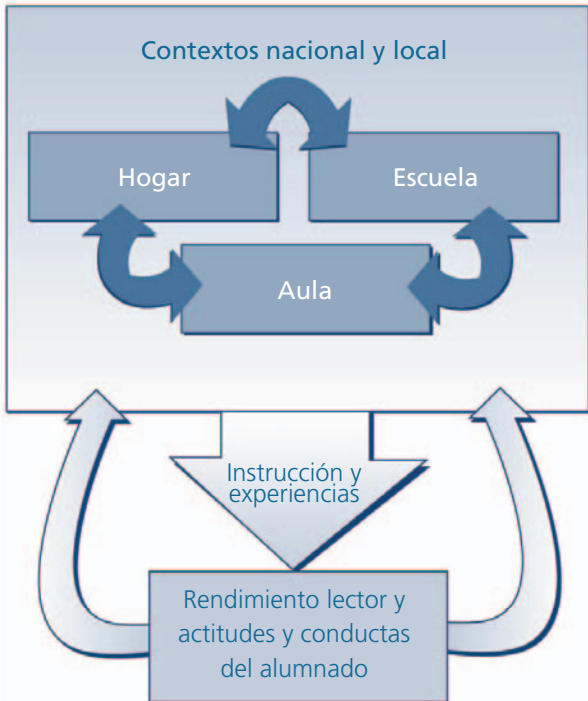 Contextos nacional y local
Hogar
Escuela
Aula
Instrucción y
experiencias
Rendimiento lector y
actitudes y conductas
del alumnado